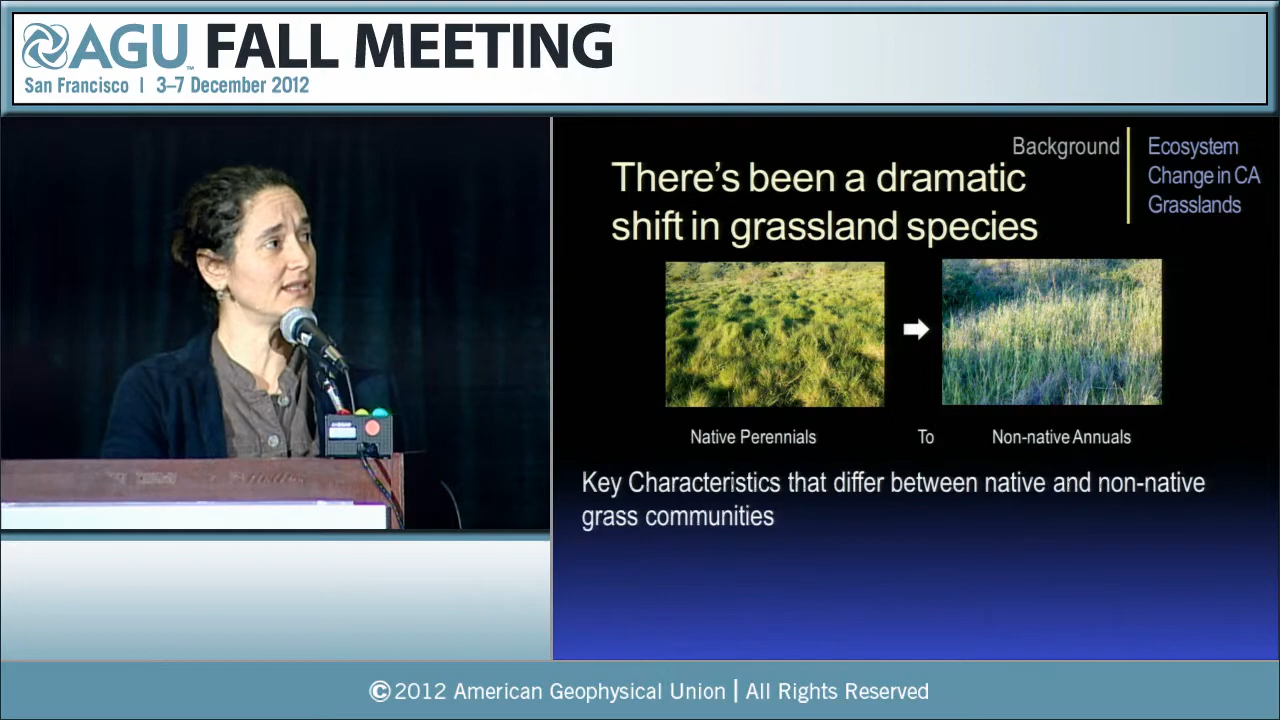 AGU™ FALL MEETING
San Francisco | 3–7 December 2012
Background
Ecosystem
Change in CA
Grasslands
There's been a dramatic
shift in grassland species
Native Perennials
To
Non-native Annuals
Key Characteristics that differ between native and non-native
grass communities
©2012 American Geophysical Union | All Rights Reserved